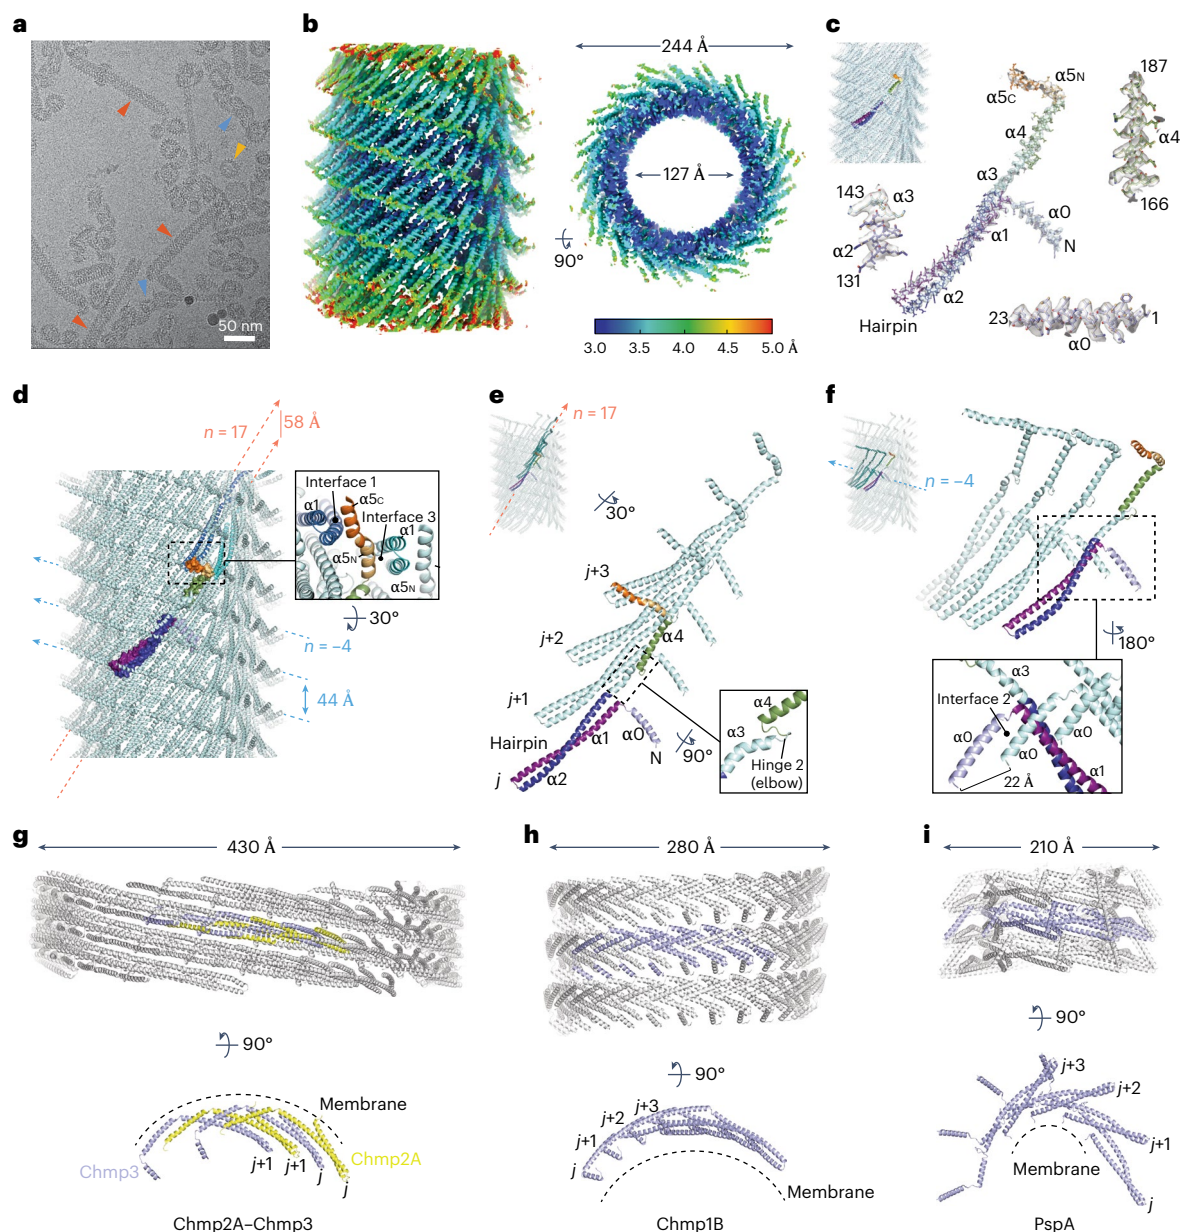 a
50 nm
b
244 Å
127 Å
90°
3.0 3.5 4.0 4.5 5.0 Å
c
α5N
α5C
α4
α3
α0
α1
N
α2
Hairpin
187
α4
166
143
α3
α2
131
23
1
α0
d
n = 17
58 Å
Interface 1
α1
α5C
Interface 3
α1
α5N
α5N
30°
n = −4
44 Å
e
n = 17
30°
j+3
α4
j+2
j+1
Hairpin
α1
α0
N
90°
j
α2
α4
α3
Hinge 2
(elbow)
f
n = −4
180°
α3
Interface 2
α0
α0
α0
α1
22 Å
g
430 Å
90°
Membrane
Chmp3
j+1
j+1
j
Chmp2A
j
Chmp2A–Chmp3
h
280 Å
90°
j+3
j+2
j+1
j
Membrane
Chmp1B
i
210 Å
90°
j+3
j+2
j+1
Membrane
j
PspA